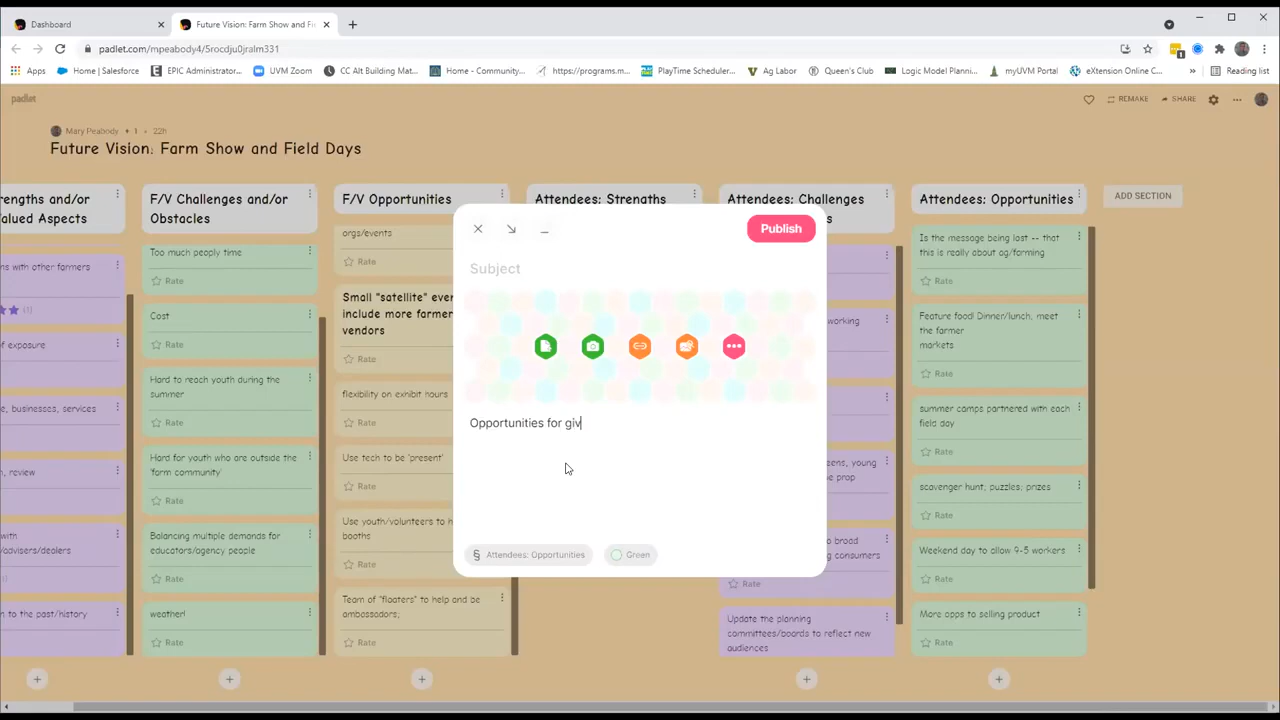 Dashboard
Future Vision: Farm Show and Fi
padlet.com/mpeabody4/5rocdju0jralm331
Apps
Home | Salesforce
EPIC Administrator...
UVM Zoom
CC Alt Building Mat...
Home - Community...
https://programs.m...
PlayTime Scheduler...
Ag Labor
Queen's Club
Logic Model Planni...
myUVM Portal
eXtension Online C...
»
Reading list
padlet
REMAKE
SHARE
Mary Peabody + 1 • 22h
Future Vision: Farm Show and Field Days
rengths and/or
alued Aspects
ns with other farmers
(1)
of exposure
e, businesses, services
n, review
with
/advisers/dealers
n to the past/history
F/V Challenges and/or
Obstacles
Too much people time
Rate
Cost
Rate
Hard to reach youth during the
summer
Rate
Hard for youth who are outside the
'farm community'
Rate
Balancing multiple demands for
educators/agency people
Rate
weather!
Rate
F/V Opportunities
orgs/events
Rate
Small "satellite" eve
include more farmer
vendors
Rate
flexibility on exhibit hours
Rate
Use tech to be 'present'
Rate
Use youth/volunteers to h
booths
Rate
Team of "floaters" to help and be
ambassadors;
Rate
Attendees: Strengths
Publish
Subject
Opportunities for giv
§ Attendees: Opportunities
Green
Attendees: Challenges
working
eens, young
e prop
o broad
g consumers
Rate
Update the planning
committees/boards to reflect new
audiences
Attendees: Opportunities
Is the message being lost -- that
this is really about ag/farming
Rate
Feature food! Dinner/lunch, meet
the farmer
markets
Rate
summer camps partnered with each
field day
Rate
scavenger hunt; puzzles; prizes
Rate
Weekend day to allow 9-5 workers
Rate
More opps to selling product
Rate
ADD SECTION